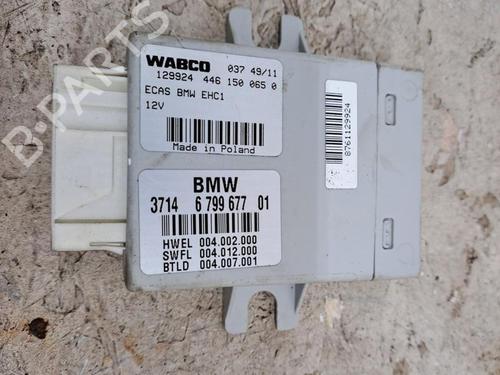 WABCO 037 49/11
129924 446 150 065 0
ECAS BMW EHC1
12V
Made in Poland
BMW
3714 6 799 677 01
HWEL 004.002.000
SWFL 004.012.000
BTLD 004.007.001
8761129924
B-Parts